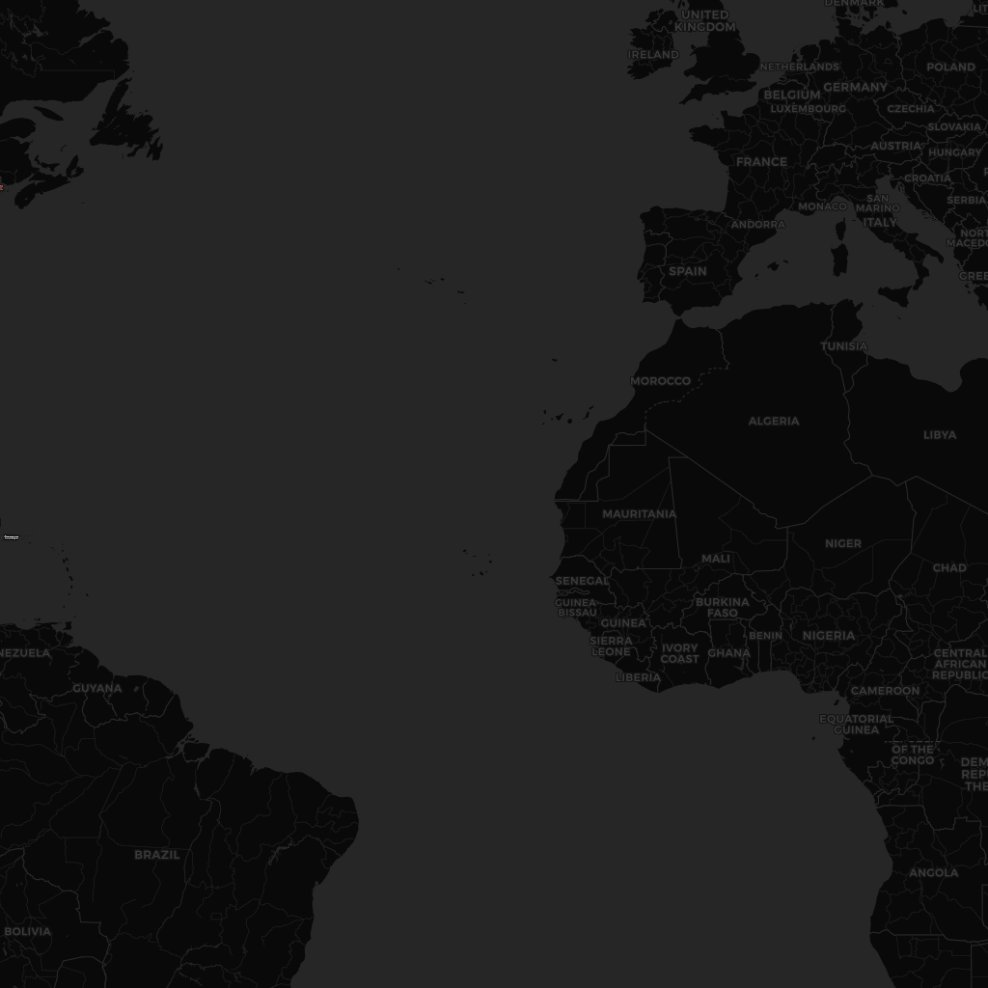 DENMARK
UNITED
KINGDOM
IRELAND
NETHERLANDS
POLAND
BELGIUM
GERMANY
LUXEMBOURG
CZECHIA
SLOVAKIA
AUSTRIA
HUNGARY
FRANCE
CROATIA
MONACO
SAN
MARINO
SERBIA
ANDORRA
ITALY
NORT
MACEDO
SPAIN
GREE
TUNISIA
MOROCCO
ALGERIA
LIBYA
MAURITANIA
NIGER
MALI
CHAD
SENEGAL
GUINEA-
BISSAU
BURKINA
FASO
GUINEA
BENIN
NIGERIA
SIERRA
LEONE
IVORY
COAST
GHANA
NEZUELA
CENTRAL
AFRICAN
REPUBLIC
LIBERIA
GUYANA
CAMEROON
EQUATORIAL
GUINEA
OF THE
CONGO
DEM
REP
THE
BRAZIL
ANGOLA
BOLIVIA